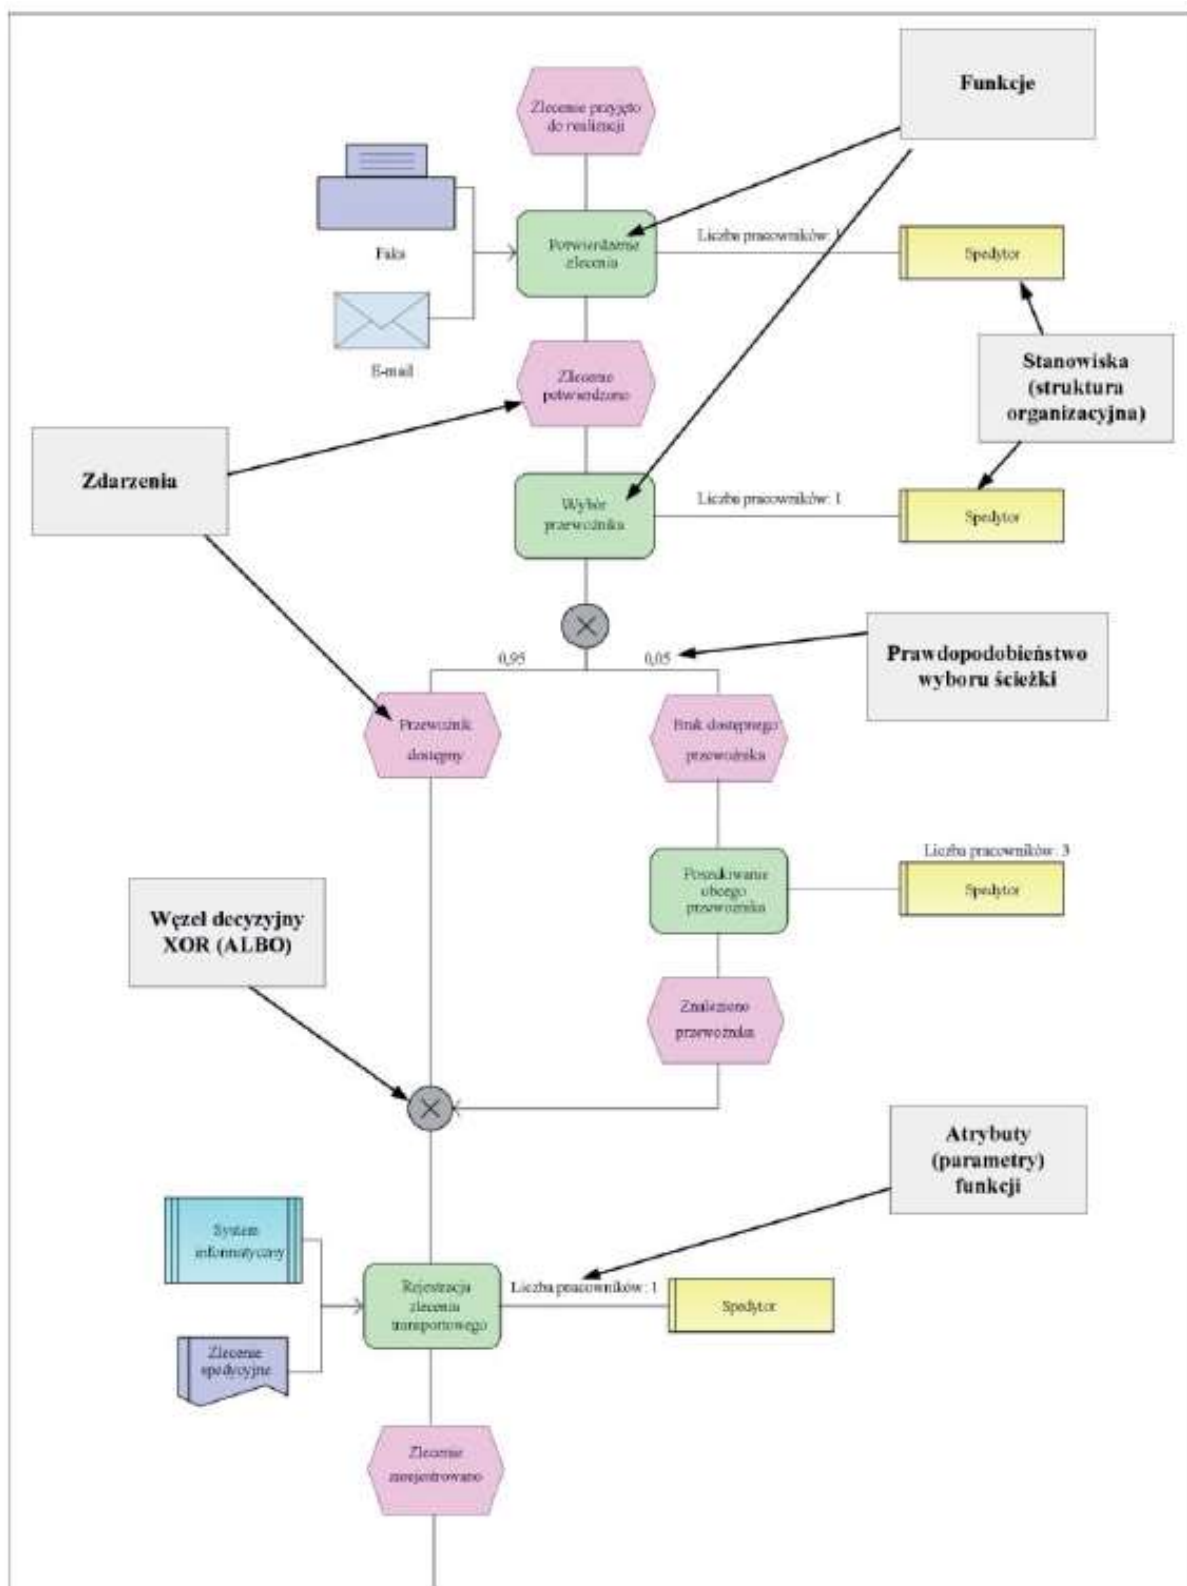 Funkcje
Zlecenie przyjęto
do realizacji
Faks
E-mail
Potwierdzenie
zlecenia
Liczba pracowników: 1
Spedytor
Zlecenie
potwierdzono
Stanowiska
(struktura
organizacyjna)
Zdarzenia
Wybór
przewoźnika
Liczba pracowników: 1
Spedytor
0,95
0,05
Prawdopodobieństwo
wyboru ścieżki
Przewoźnik
dostępny
Brak dostępnego
przewoźnika
Liczba pracowników: 3
Poszukiwanie
obcego
przewoźnika
Spedytor
Węzeł decyzyjny
XOR (ALBO)
Znaleziono
przewoźnika
Atrybuty
(parametry)
funkcji
System
informatyczny
Zlecenie
spedycyjne
Rejestracja
zlecenia
transportowego
Liczba pracowników: 1
Spedytor
Zlecenie
zarejestrowano